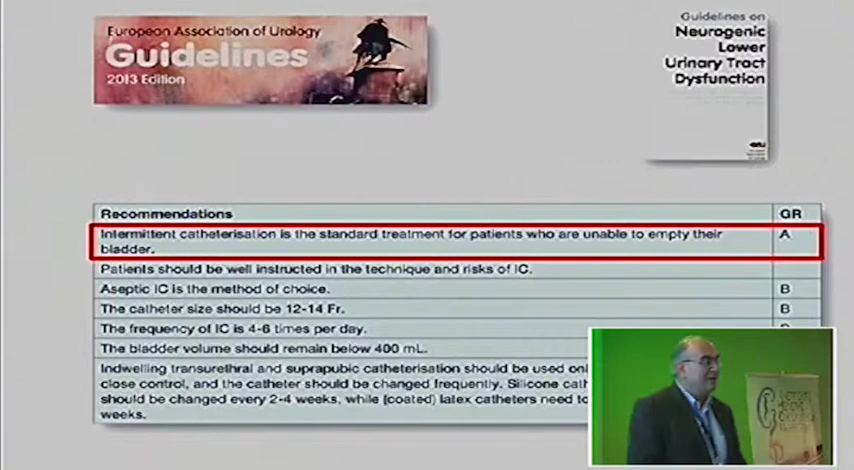 European Association of Urology
Guidelines
2013 Edition
Guidelines on
Neurogenic
Lower
Urinary Tract
Dysfunction
Recommendations GR
Intermittent catheterisation is the standard treatment for patients who are unable to empty their A
bladder.
Patients should be well instructed in the technique and risks of IC.
Aseptic IC is the method of choice. B
The catheter size should be 12-14 Fr. B
The frequency of IC is 4-6 times per day.
The bladder volume should remain below 400 mL.
Indwelling transurethral and suprapubic catheterisation should be used
close control, and the catheter should be changed frequently. Silicone
should be changed every 2-4 weeks, while (coated) latex catheters need to
weeks.